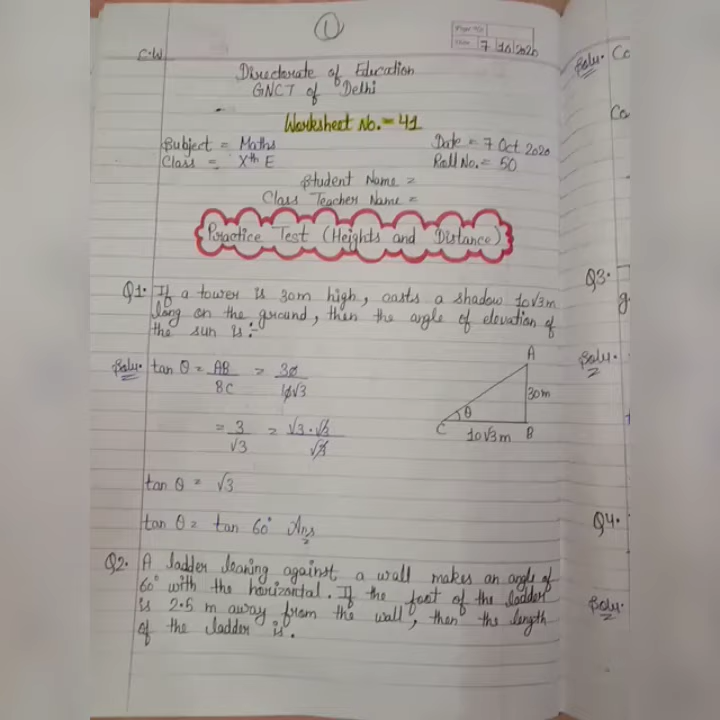 1
Page No
Date 7 10 2020
C.W
Directorate of Education
GNCT of Delhi
Worksheet No. = 41
Subject = Maths
Date = 7 Oct 2020
Class = Xth E
Roll No. = 50
Student Name =
Class Teacher Name =
Practice Test (Heights and Distance)
Q1. If a tower is 30m high, casts a shadow 10√3m
long on the ground, then the angle of elevation of
the sun is :-
Solu. tan θ = AB/BC = 30/10√3
= 3/√3 = √3·√3/√3
A
30m
θ
C 10√3m B
tan θ = √3
tan θ = tan 60° Ans
Q2. A ladder leaning against a wall makes an angle of
60° with the horizontal. If the foot of the ladder
is 2.5 m away from the wall, then the length
of the ladder is.
Solu. Co
Co
Q3.
g.
Solu.
Q4.
Solu.